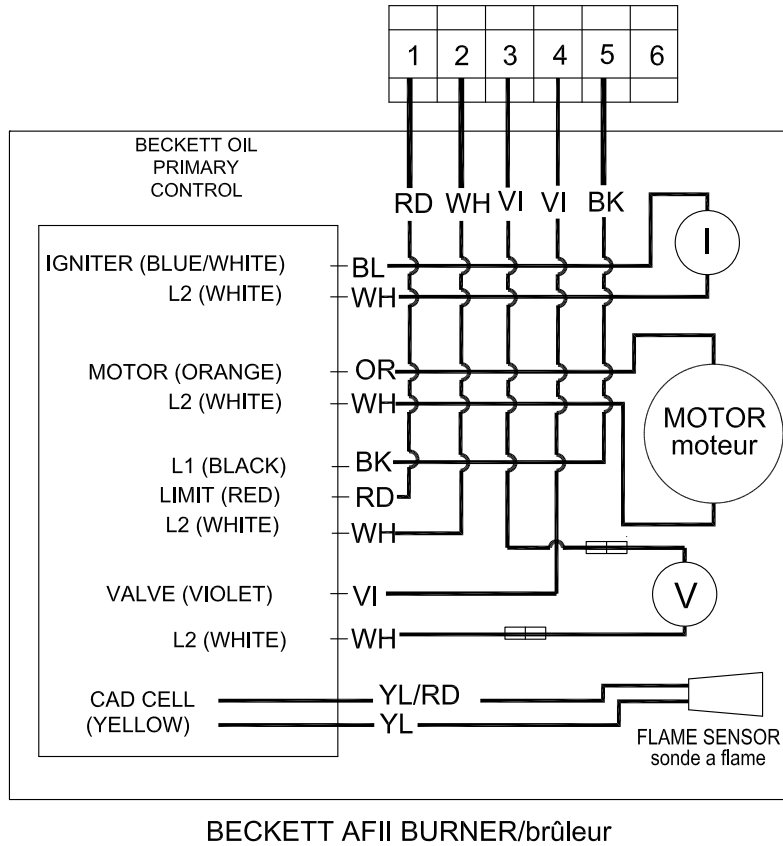 1 2 3 4 5 6
BECKETT OIL
PRIMARY
CONTROL
RD WH VI VI BK
I
IGNITER (BLUE/WHITE) BL
L2 (WHITE) WH
MOTOR (ORANGE) OR
L2 (WHITE) WH
MOTOR
moteur
L1 (BLACK) BK
LIMIT (RED) RD
L2 (WHITE) WH
VALVE (VIOLET) VI
V
L2 (WHITE) WH
CAD CELL YL/RD
(YELLOW) YL
FLAME SENSOR
sonde a flame
BECKETT AFII BURNER/brûleur